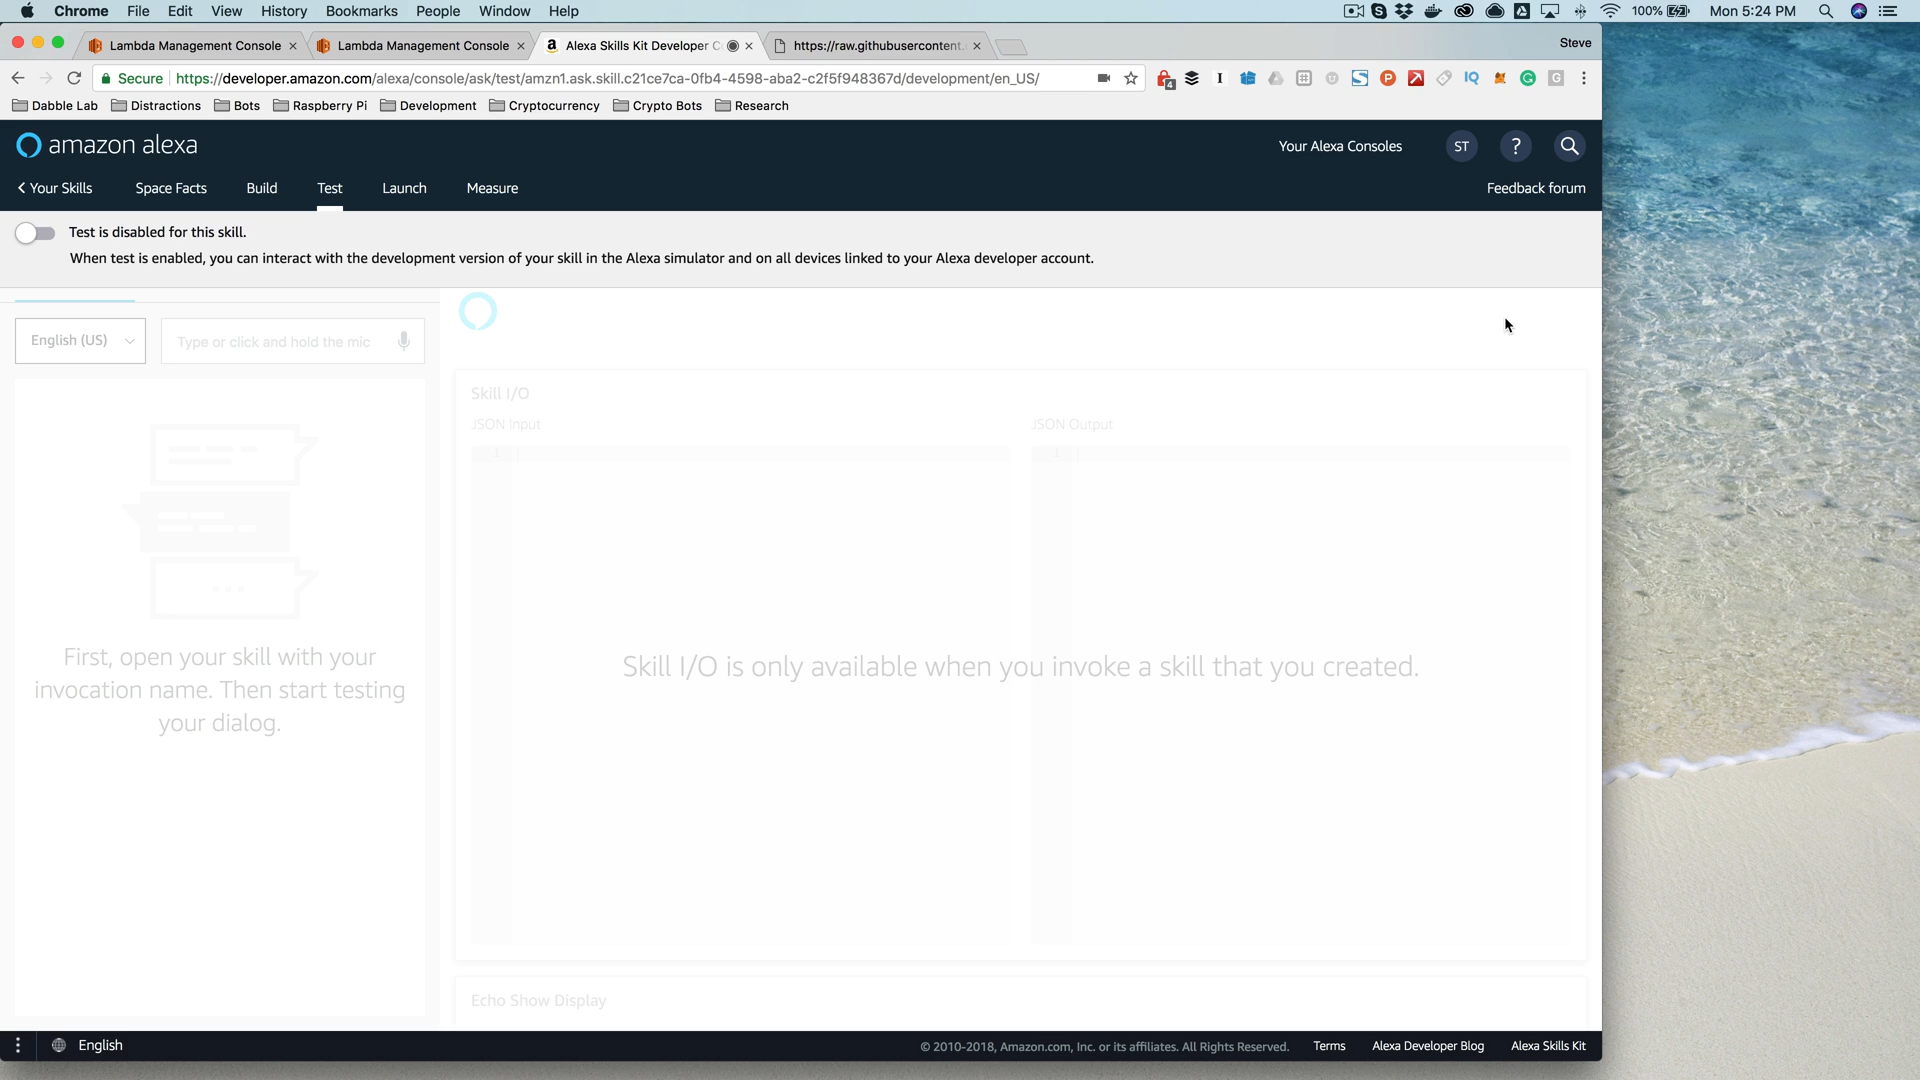 Chrome File Edit View History Bookmarks People Window Help 100% Mon 5:24 PM
Lambda Management Console Lambda Management Console Alexa Skills Kit Developer C https://raw.githubusercontent. Steve
Secure https://developer.amazon.com/alexa/console/ask/test/amzn1.ask.skill.c21ce7ca-0fb4-4598-aba2-c2f5f948367d/development/en_US/
Dabble Lab Distractions Bots Raspberry Pi Development Cryptocurrency Crypto Bots Research
amazon alexa Your Alexa Consoles ST ?
Your Skills Space Facts Build Test Launch Measure Feedback forum
Test is disabled for this skill.
When test is enabled, you can interact with the development version of your skill in the Alexa simulator and on all devices linked to your Alexa developer account.
English (US) Type or click and hold the mic
Skill I/O
JSON Input JSON Output
1 1
First, open your skill with your
invocation name. Then start testing
your dialog.
Skill I/O is only available when you invoke a skill that you created.
Echo Show Display
English © 2010-2018, Amazon.com, Inc. or its affiliates. All Rights Reserved. Terms Alexa Developer Blog Alexa Skills Kit